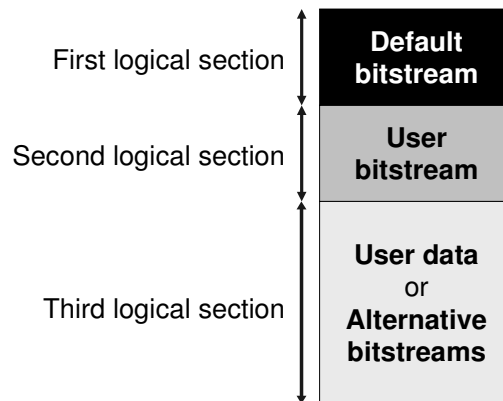 First logical section
Default
bitstream
Second logical section
User
bitstream
Third logical section
User data
or
Alternative
bitstreams